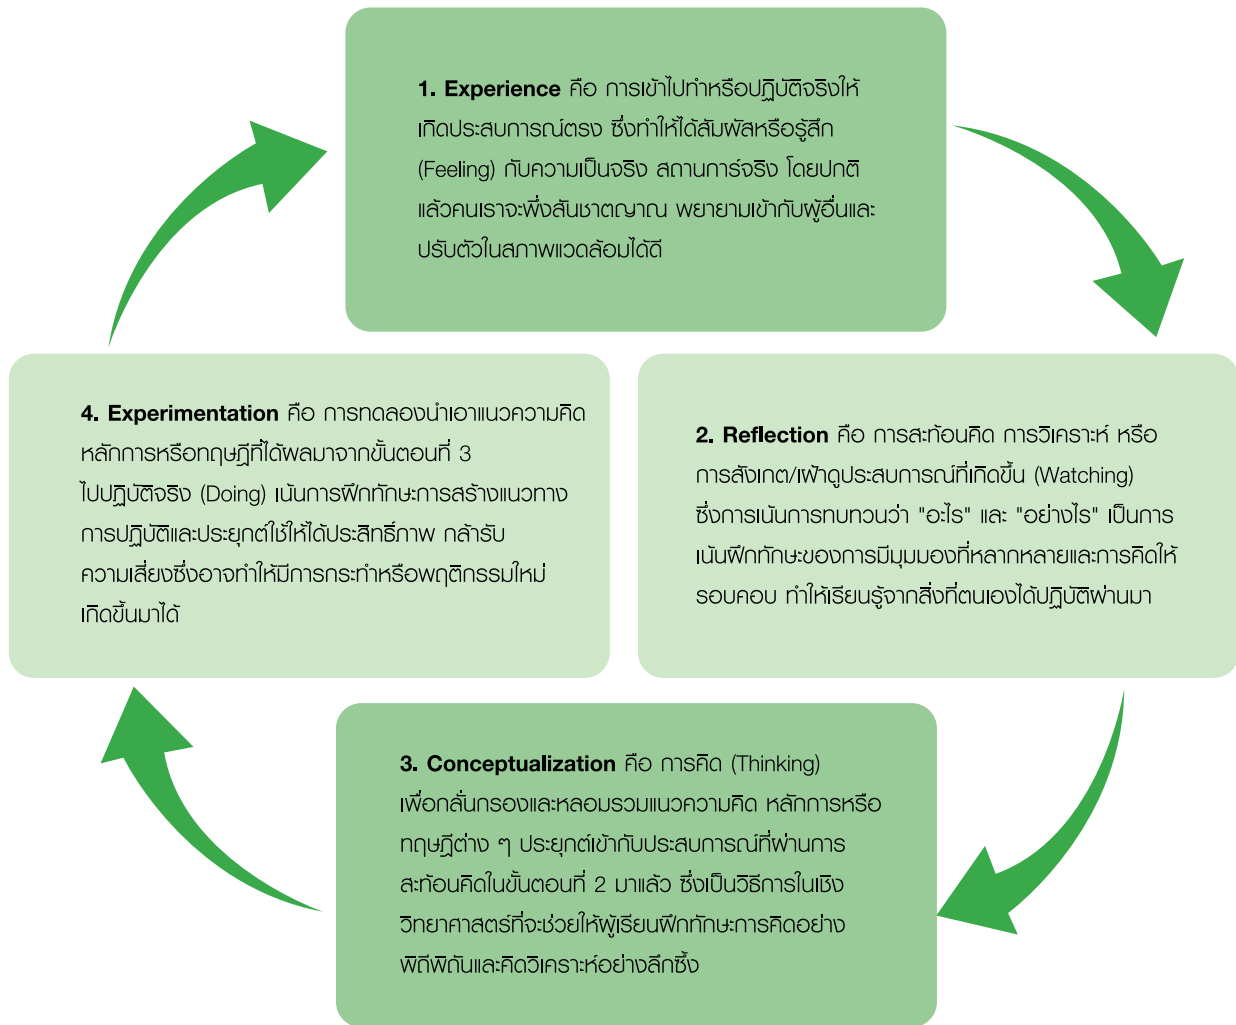 1. Experience คือ การเข้าไปทำหรือปฏิบัติจริงให้
เกิดประสบการณ์ตรง ซึ่งทำให้ได้สัมผัสหรือรู้สึก
(Feeling) กับความเป็นจริง สถานการ์จริง โดยปกติ
แล้วคนเราจะพึ่งสันชาตญาณ พยายามเข้ากับผู้อื่นและ
ปรับตัวในสภาพแวดล้อมได้ดี
2. Reflection คือ การสะท้อนคิด การวิเคราะห์ หรือ
การสังเกต/เฝ้าดูประสบการณ์ที่เกิดขึ้น (Watching)
ซึ่งการเน้นการทบทวนว่า "อะไร" และ "อย่างไร" เป็นการ
เน้นฝึกทักษะของการมีมุมมองที่หลากหลายและการคิดให้
รอบคอบ ทำให้เรียนรู้จากสิ่งที่ตนเองได้ปฏิบัติผ่านมา
3. Conceptualization คือ การคิด (Thinking)
เพื่อกลั่นกรองและหลอมรวมแนวความคิด หลักการหรือ
ทฤษฎีต่าง ๆ ประยุกต์เข้ากับประสบการณ์ที่ผ่านการ
สะท้อนคิดในขั้นตอนที่ 2 มาแล้ว ซึ่งเป็นวิธีการในเชิง
วิทยาศาสตร์ที่จะช่วยให้ผู้เรียนฝึกทักษะการคิดอย่าง
พิถีพิถันและคิดวิเคราะห์อย่างลึกซึ้ง
4. Experimentation คือ การทดลองนำเอาแนวความคิด
หลักการหรือทฤษฎีที่ได้ผลมาจากขั้นตอนที่ 3
ไปปฏิบัติจริง (Doing) เน้นการฝึกทักษะการสร้างแนวทาง
การปฏิบัติและประยุกต์ใช้ให้ได้ประสิทธิ์ภาพ กล้ารับ
ความเสี่ยงซึ่งอาจทำให้มีการกระทำหรือพฤติกรรมใหม่
เกิดขึ้นมาได้